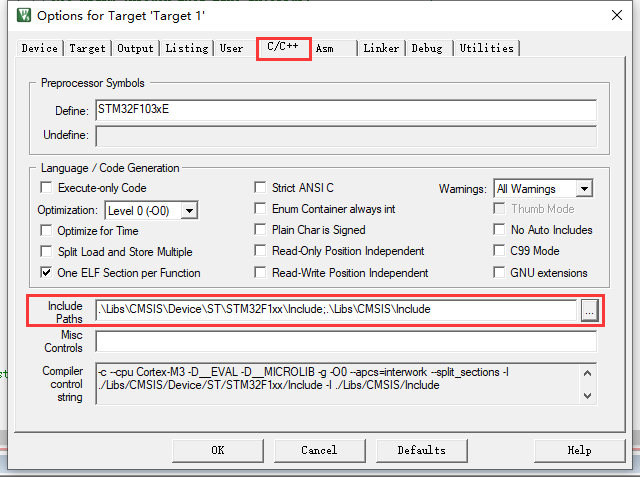 Options for Target 'Target 1'
Device Target Output Listing User C/C++ Asm Linker Debug Utilities
Preprocessor Symbols
Define: STM32F103xE
Undefine:
Language / Code Generation
Execute-only Code Strict ANSI C Warnings: All Warnings
Optimization: Level 0 (-O0) Enum Container always int Thumb Mode
Optimize for Time Plain Char is Signed No Auto Includes
Split Load and Store Multiple Read-Only Position Independent C99 Mode
One ELF Section per Function Read-Write Position Independent GNU extensions
Include
Paths .\Libs\CMSIS\Device\ST\STM32F1xx\Include;.\Libs\CMSIS\Include ...
Misc
Controls
Compiler
control
string
-c --cpu Cortex-M3 -D__EVAL -D__MICROLIB -g -O0 --apcs=interwork --split_sections -I
./Libs/CMSIS/Device/ST/STM32F1xx/Include -I ./Libs/CMSIS/Include
OK Cancel Defaults Help